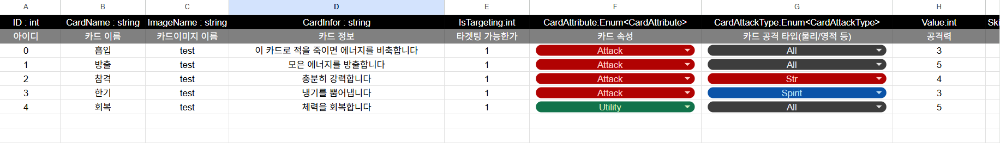 A B C D E F G H
ID : int CardName : string ImageName : string CardInfor : string IsTargeting:int CardAttribute:Enum<CardAttribute> CardAttackType:Enum<CardAttackType> Value:int Ski
아이디 카드 이름 카드이미지 이름 카드 정보 타겟팅 가능한가 카드 속성 카드 공격 타입(물리/영적 등) 공격력
0 흡입 test 이 카드로 적을 죽이면 에너지를 비축합니다 1 Attack All 3
1 방출 test 모은 에너지를 방출합니다 1 Attack All 5
2 참격 test 충분히 강력합니다 1 Attack Str 4
3 한기 test 냉기를 뿜어냅니다 1 Attack Spirit 3
4 회복 test 체력을 회복합니다 1 Utility All 5